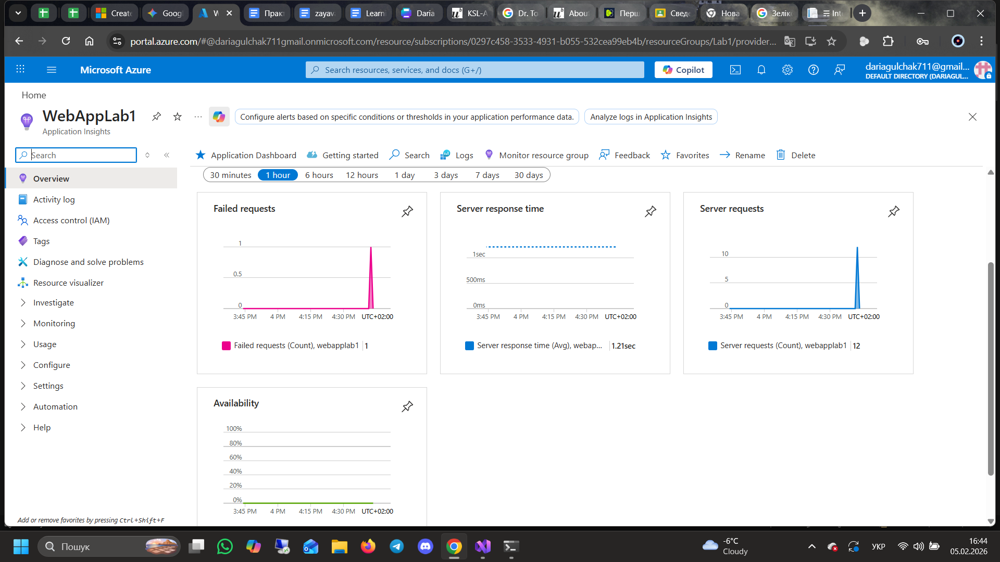 Create
Goog
W
Практ
zayav
Learni
Daria
KSL-A
Dr. To
Abou
Перш
Сведе
Нова
Зеліко
Inte
portal.azure.com/#@dariagulchak711gmail.onmicrosoft.com/resource/subscriptions/0297c458-3533-4931-b055-532cea99eb4b/resourceGroups/Lab1/provider...
Microsoft Azure
Search resources, services, and docs (G+/)
Copilot
dariagulchak711@gmail...
DEFAULT DIRECTORY (DARIAGUL...
Home
WebAppLab1
Application Insights
Configure alerts based on specific conditions or thresholds in your application performance data.
Analyze logs in Application Insights
Search
Application Dashboard
Getting started
Search
Logs
Monitor resource group
Feedback
Favorites
Rename
Delete
30 minutes
1 hour
6 hours
12 hours
1 day
3 days
7 days
30 days
Overview
Activity log
Access control (IAM)
Tags
Diagnose and solve problems
Resource visualizer
Investigate
Monitoring
Usage
Configure
Settings
Automation
Help
Add or remove favorites by pressing Ctrl+Shift+F
Failed requests
1
0.5
0
3:45 PM 4 PM 4:15 PM 4:30 PM UTC+02:00
Failed requests (Count), webapplab1 1
Server response time
1sec
500ms
0ms
3:45 PM 4 PM 4:15 PM 4:30 PM UTC+02:00
Server response time (Avg), webap... 1.21sec
Server requests
10
5
0
3:45 PM 4 PM 4:15 PM 4:30 PM UTC+02:00
Server requests (Count), webapplab1 12
Availability
100%
80%
60%
40%
20%
0%
3:45 PM 4 PM 4:15 PM 4:30 PM UTC+02:00
Пошук
-6°C
Cloudy
УКР
16:44
05.02.2026